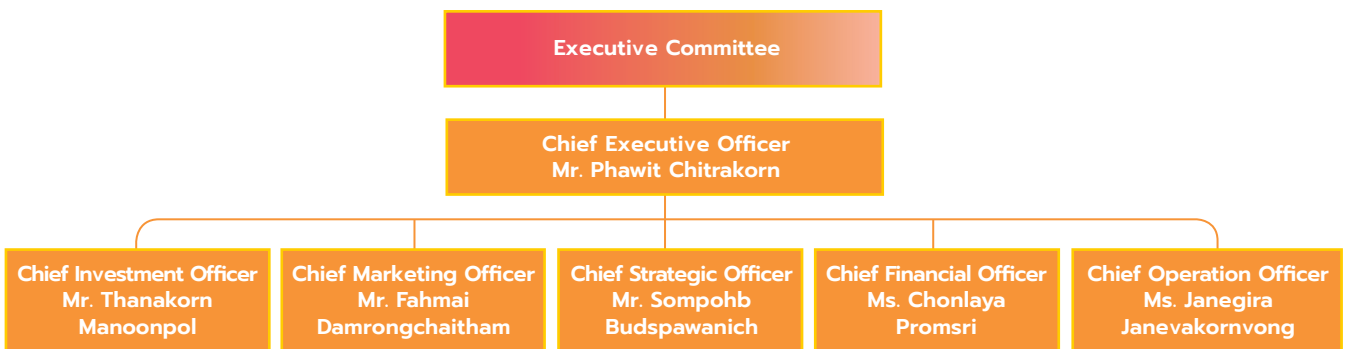 Executive Committee
Chief Executive Officer
Mr. Phawit Chitrakorn
Chief Investment Officer
Mr. Thanakorn
Manoonpol
Chief Marketing Officer
Mr. Fahmai
Damrongchaitham
Chief Strategic Officer
Mr. Sompohb
Budspawanich
Chief Financial Officer
Ms. Chonlaya
Promsri
Chief Operation Officer
Ms. Janegira
Janevakornvong